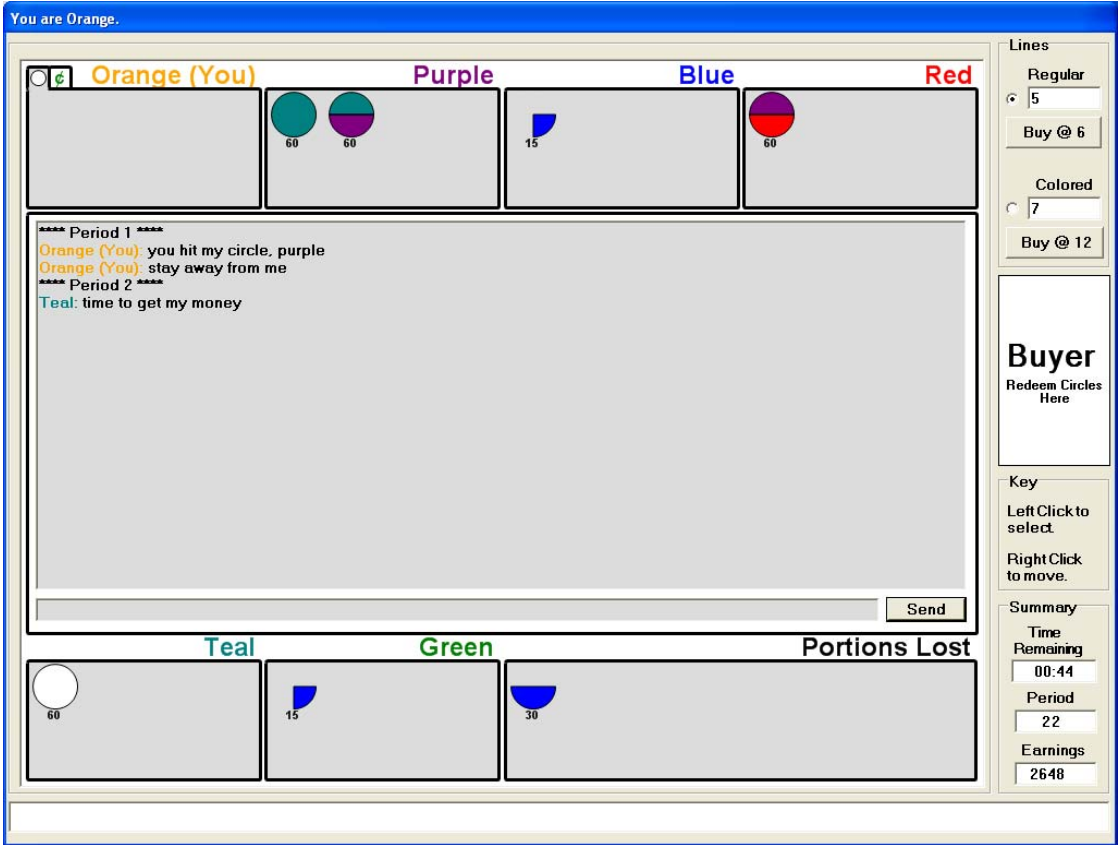 You are Orange.
¢ Orange (You) Purple Blue Red
60 60 15 60
**** Period 1 ****
Orange (You): you hit my circle, purple
Orange (You): stay away from me
**** Period 2 ****
Teal: time to get my money
Send
Teal Green Portions Lost
60 15 30
Lines
Regular
5
Buy @ 6
Colored
7
Buy @ 12
Buyer
Redeem Circles
Here
Key
Left Click to
select.
Right Click
to move.
Summary
Time
Remaining
00:44
Period
22
Earnings
2648